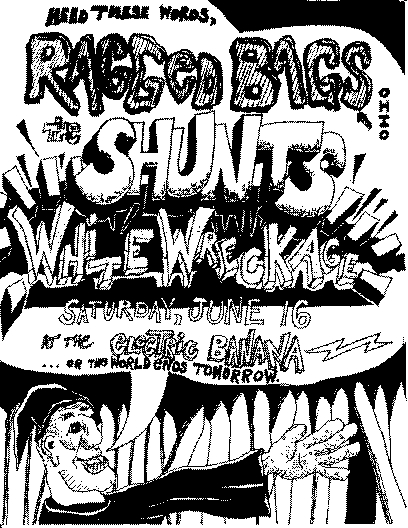 HEED THESE WORDS,
RAGGED BAGS
OHIO
THE SHUNTS
WHITE WRECKAGE
SATURDAY, JUNE 16
AT THE ELECTRIC BANANA
... OR THIS WORLD ENDS TOMORROW.